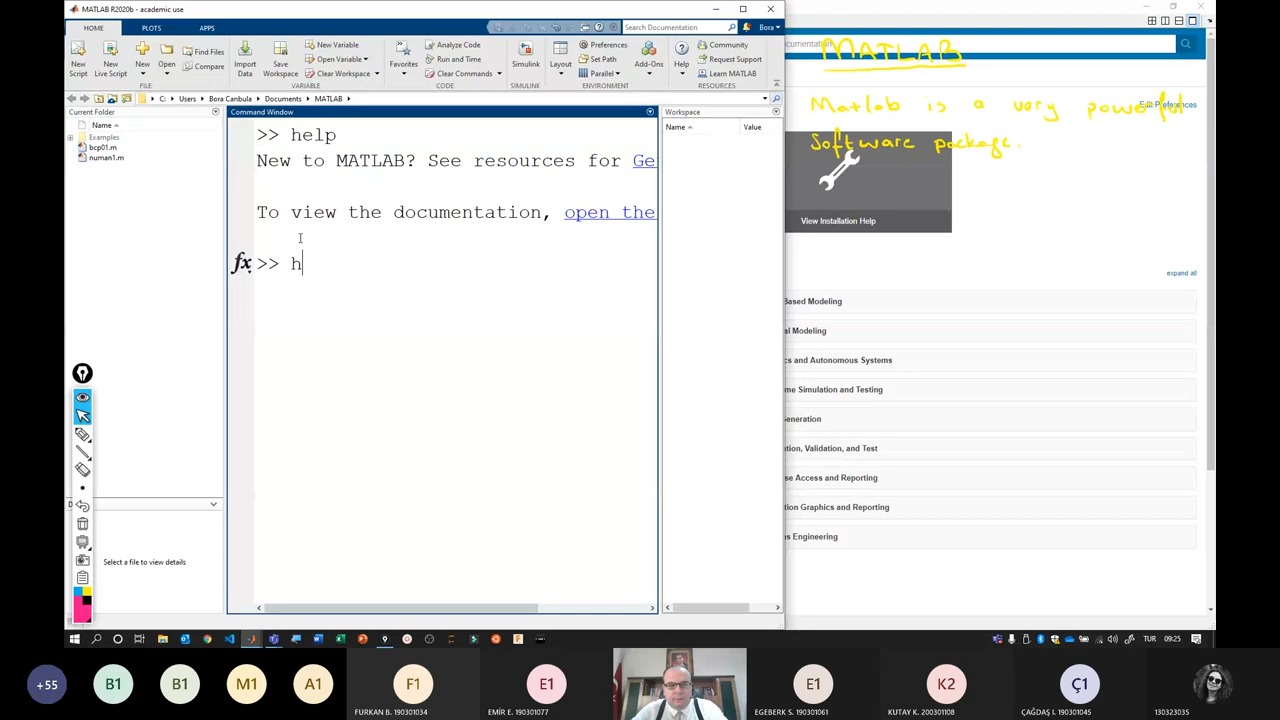 MATLAB R2020b - academic use
HOME
PLOTS
APPS
Search Documentation
Bora
New Script
New Live Script
New
Open
Find Files
Compare
Import Data
Save Workspace
New Variable
Open Variable
Clear Workspace
Favorites
Analyze Code
Run and Time
Clear Commands
Simulink
Layout
Preferences
Set Path
Parallel
Add-Ons
Help
Community
Request Support
Learn MATLAB
FILE
VARIABLE
CODE
SIMULINK
ENVIRONMENT
RESOURCES
C: Users Bora Canbula Documents MATLAB
Current Folder
Name
Examples
bcp01.m
numan1.m
Select a file to view details
Command Window
>> help
New to MATLAB? See resources for Ge
To view the documentation, open the
fx >> h
Workspace
Name
Value
MATLAB
Matlab is a very powerful
Software package.
Edit Preferences
View Installation Help
expand all
Based Modeling
al Modeling
cs and Autonomous Systems
me Simulation and Testing
Generation
tion, Validation, and Test
se Access and Reporting
tion Graphics and Reporting
ns Engineering
TUR
09:25
+55
B1
B1
M1
A1
F1
FURKAN B. 190301034
E1
EMİR E. 190301077
E1
EGEBERK S. 190301061
K2
KUTAY K. 200301108
Ç1
ÇAĞDAŞ I. 190301045
130323035